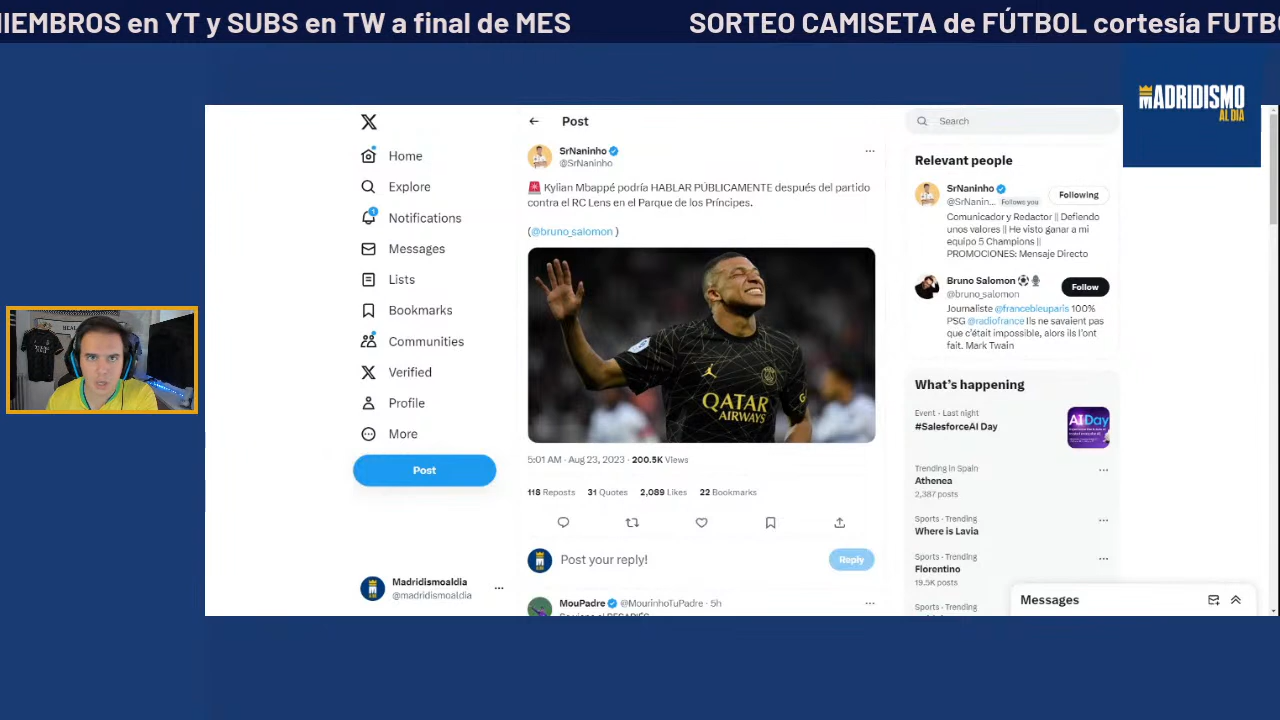 MIEMBROS en YT y SUBS en TW a final de MES
SORTEO CAMISETA de FÚTBOL cortesía
MADRIDISMO
AL DIA
X
Home
Explore
1
Notifications
Messages
Lists
Bookmarks
Communities
Verified
Profile
More
Post
Madridismoaldia
@madridismoaldia
Post
SrNaninho
@SrNaninho
🚨 Kylian Mbappé podría HABLAR PÚBLICAMENTE después del partido
contra el RC Lens en el Parque de los Príncipes.
(@bruno_salomon )
QATAR
AIRWAYS
5:01 AM · Aug 23, 2023 · 200.5K Views
118 Reposts 31 Quotes 2,089 Likes 22 Bookmarks
Post your reply!
Reply
MouPadre @MourinhoTuPadre · 5h
Search
Relevant people
SrNaninho
Following
@SrNanin... Follows you
Comunicador y Redactor || Defiendo
unos valores || He visto ganar a mi
equipo 5 Champions ||
PROMOCIONES: Mensaje Directo
Bruno Salomon ⚽🎙
Follow
@bruno_salomon
Journaliste @francebleuparis 100%
PSG @radiofrance Ils ne savaient pas
que c'était impossible, alors ils l'ont
fait. Mark Twain
What's happening
Event · Last night
#SalesforceAI Day
AI Day
Trending in Spain
Athenea
2,387 posts
Sports · Trending
Where is Lavia
Sports · Trending
Florentino
19.5K posts
Sports · Trending
Messages